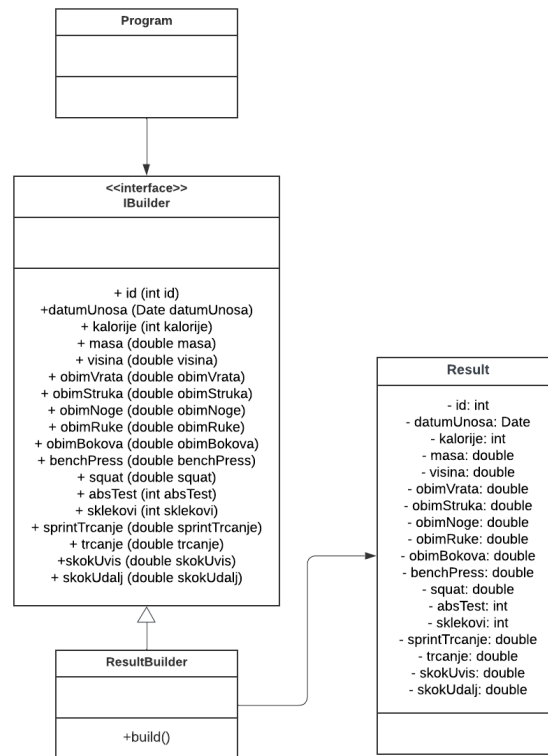 Program
<<interface>>
IBuilder
+ id (int id)
+datumUnosa (Date datumUnosa)
+ kalorije (int kalorije)
+ masa (double masa)
+ visina (double visina)
+ obimVrata (double obimVrata)
+ obimStruka (double obimStruka)
+ obimNoge (double obimNoge)
+ obimRuke (double obimRuke)
+ obimBokova (double obimBokova)
+ benchPress (double benchPress)
+ squat (double squat)
+ absTest (int absTest)
+ sklekovi (int sklekovi)
+ sprintTrcanje (double sprintTrcanje)
+ trcanje (double trcanje)
+skokUvis (double skokUvis)
+ skokUdalj (double skokUdalj)
Result
- id: int
- datumUnosa: Date
- kalorije: int
- masa: double
- visina: double
- obimVrata: double
- obimStruka: double
- obimNoge: double
- obimRuke: double
- obimBokova: double
- benchPress: double
- squat: double
- absTest: int
- sklekovi: int
- sprintTrcanje: double
- trcanje: double
- skokUvis: double
- skokUdalj: double
ResultBuilder
+build()